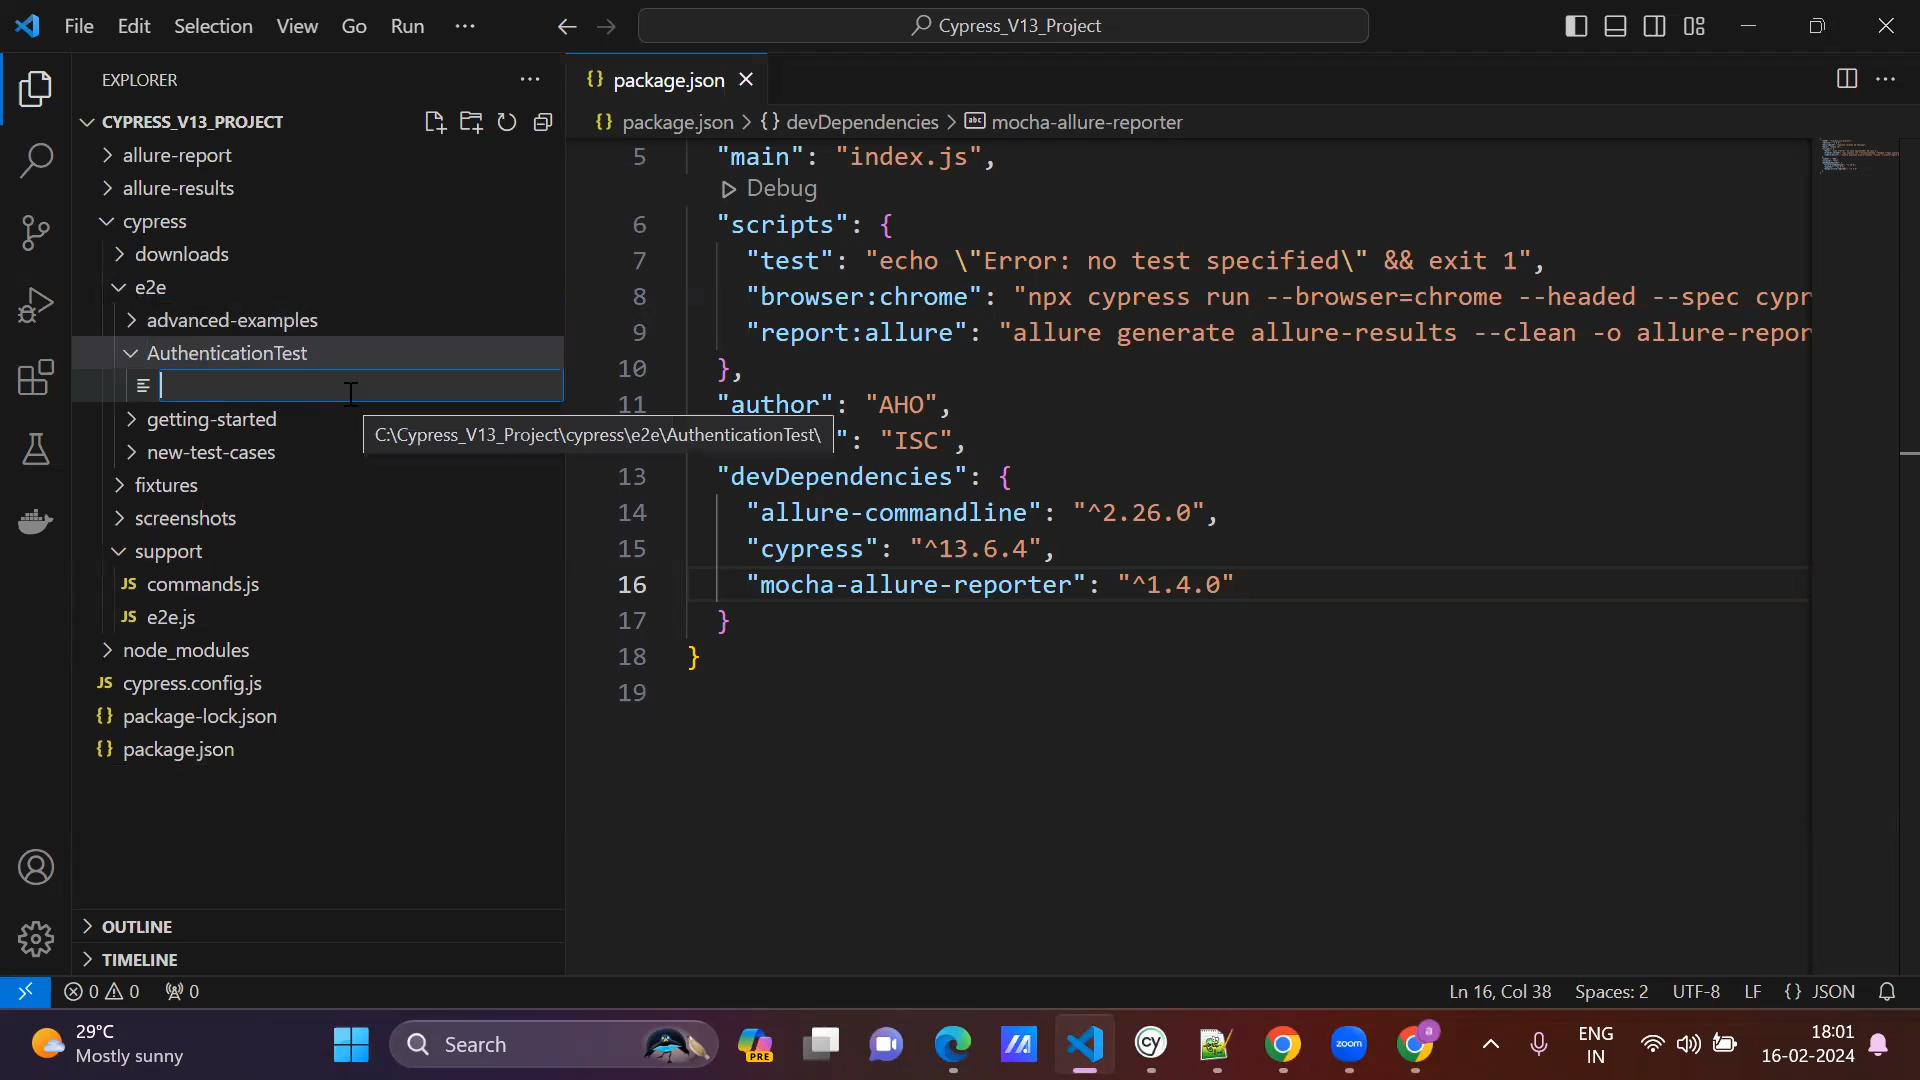 File Edit Selection View Go Run ···
Cypress_V13_Project
EXPLORER
CYPRESS_V13_PROJECT
allure-report
allure-results
cypress
downloads
e2e
advanced-examples
AuthenticationTest
getting-started
new-test-cases
fixtures
screenshots
support
JS commands.js
JS e2e.js
node_modules
JS cypress.config.js
{} package-lock.json
{} package.json
OUTLINE
TIMELINE
C:\Cypress_V13_Project\cypress\e2e\AuthenticationTest\
{} package.json
{} package.json > {} devDependencies > abc mocha-allure-reporter
5 "main": "index.js",
Debug
6 "scripts": {
7 "test": "echo \"Error: no test specified\" && exit 1",
8 "browser:chrome": "npx cypress run --browser=chrome --headed --spec cypr
9 "report:allure": "allure generate allure-results --clean -o allure-repor
10 },
11 "author": "AHO",
": "ISC",
13 "devDependencies": {
14 "allure-commandline": "^2.26.0",
15 "cypress": "^13.6.4",
16 "mocha-allure-reporter": "^1.4.0"
17 }
18 }
19
0 0 0
Ln 16, Col 38 Spaces: 2 UTF-8 LF {} JSON
29°C
Mostly sunny
Search
PRE
cy
zoom
a
ENG
IN
18:01
16-02-2024